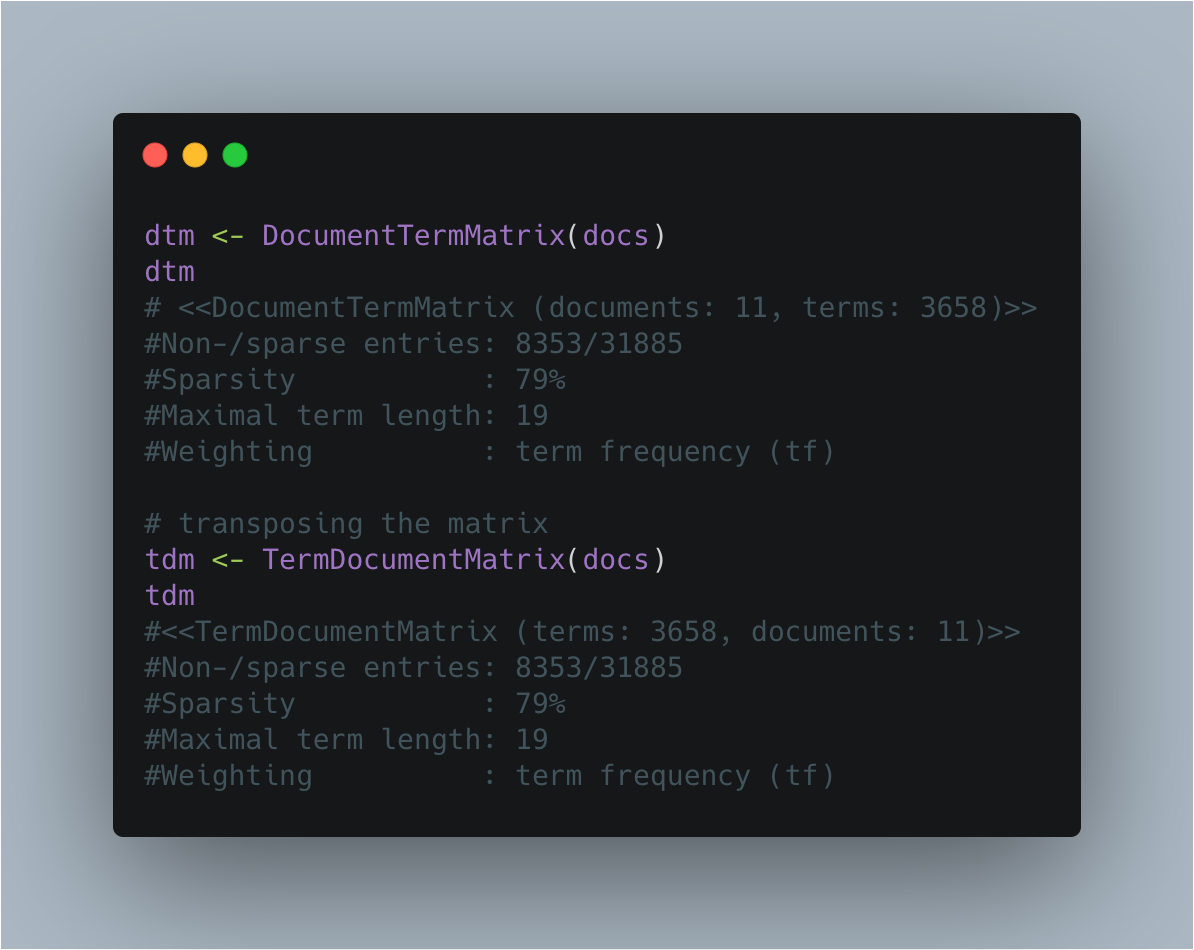 dtm <- DocumentTermMatrix(docs)
dtm
# <<DocumentTermMatrix (documents: 11, terms: 3658)>>
#Non-/sparse entries: 8353/31885
#Sparsity           : 79%
#Maximal term length: 19
#Weighting          : term frequency (tf)

# transposing the matrix
tdm <- TermDocumentMatrix(docs)
tdm
#<<TermDocumentMatrix (terms: 3658, documents: 11)>>
#Non-/sparse entries: 8353/31885
#Sparsity           : 79%
#Maximal term length: 19
#Weighting          : term frequency (tf)